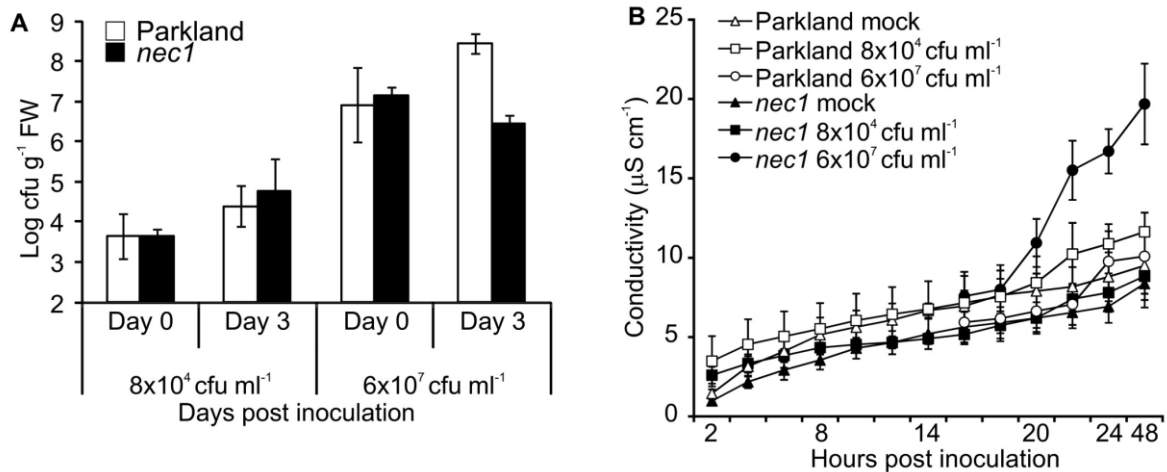 A
Parkland
nec1
Log cfu g⁻¹ FW
9
8
7
6
5
4
3
2
Day 0 Day 3 Day 0 Day 3
8x10⁴ cfu ml⁻¹ 6x10⁷ cfu ml⁻¹
Days post inoculation
B
Parkland mock
Parkland 8x10⁴ cfu ml⁻¹
Parkland 6x10⁷ cfu ml⁻¹
nec1 mock
nec1 8x10⁴ cfu ml⁻¹
nec1 6x10⁷ cfu ml⁻¹
Conductivity (µS cm⁻¹)
25
20
15
10
5
0
2 8 14 20 24 48
Hours post inoculation